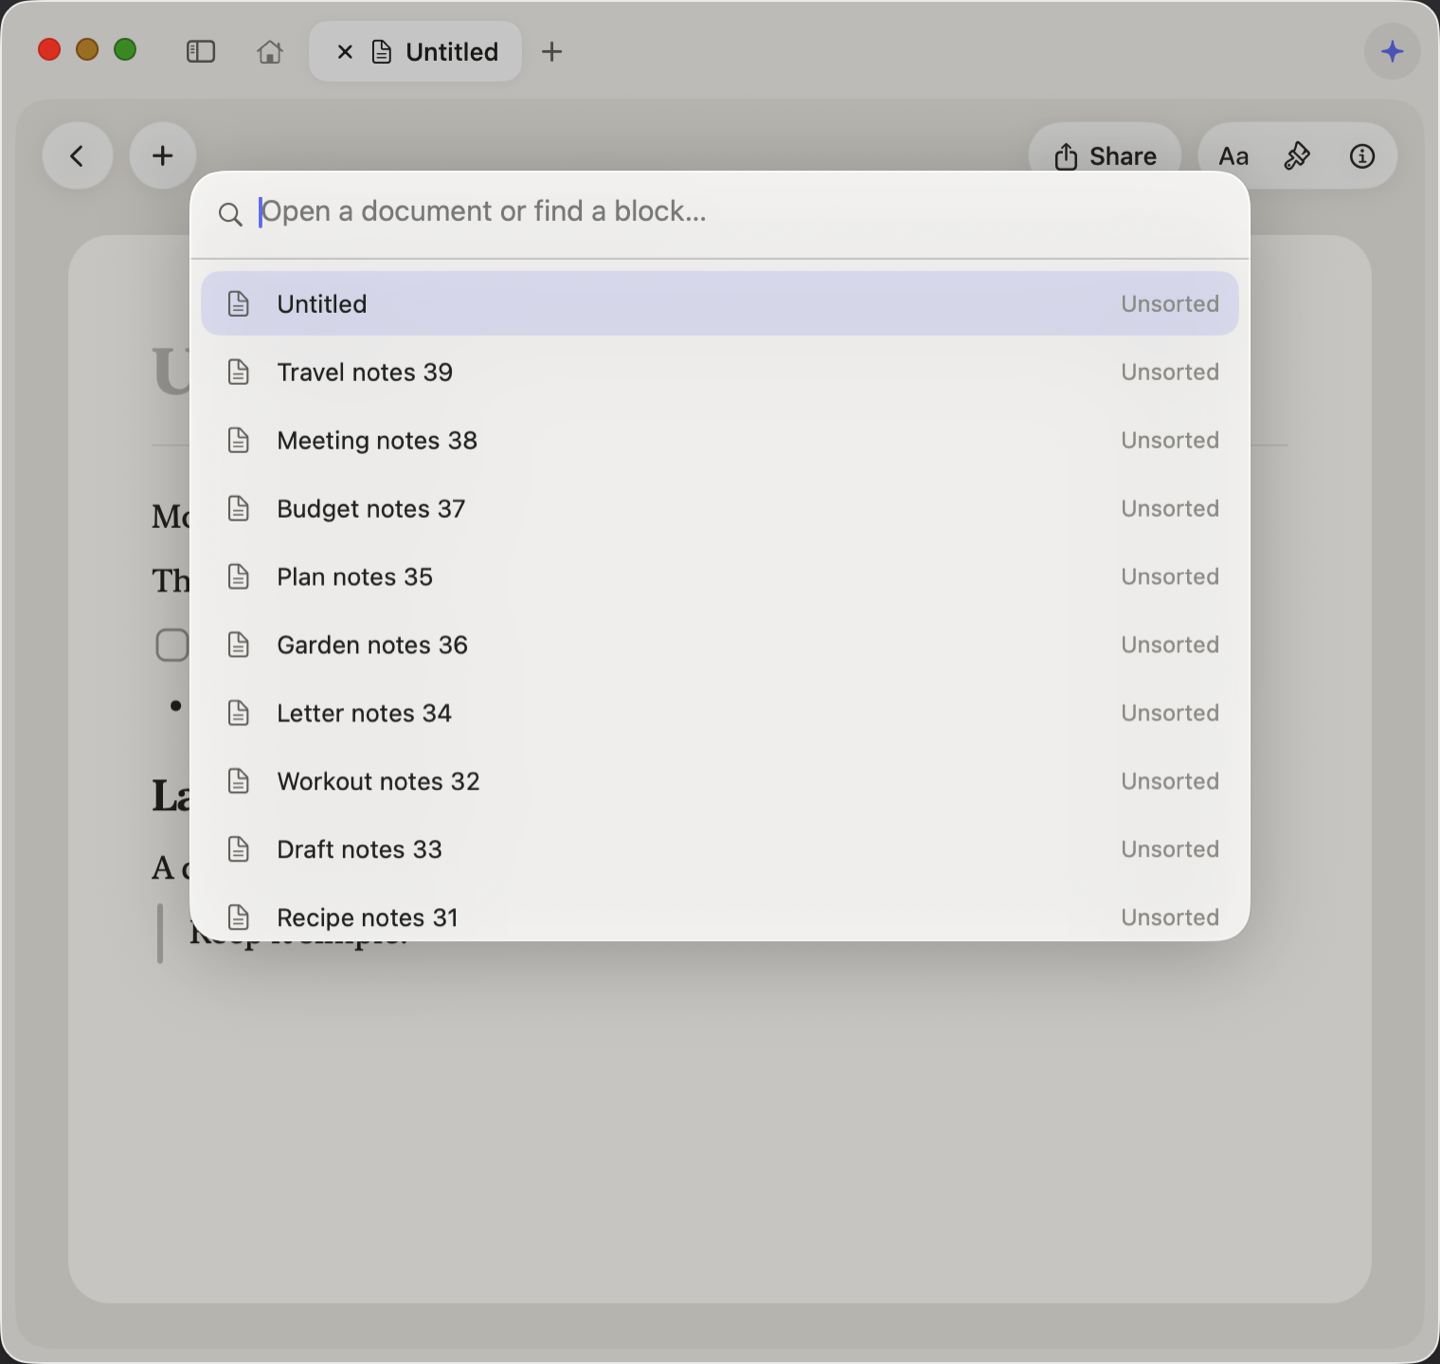 Untitled
Share Aa
Open a document or find a block...
Untitled Unsorted
Travel notes 39 Unsorted
Meeting notes 38 Unsorted
Budget notes 37 Unsorted
Plan notes 35 Unsorted
Garden notes 36 Unsorted
Letter notes 34 Unsorted
Workout notes 32 Unsorted
Draft notes 33 Unsorted
Recipe notes 31 Unsorted